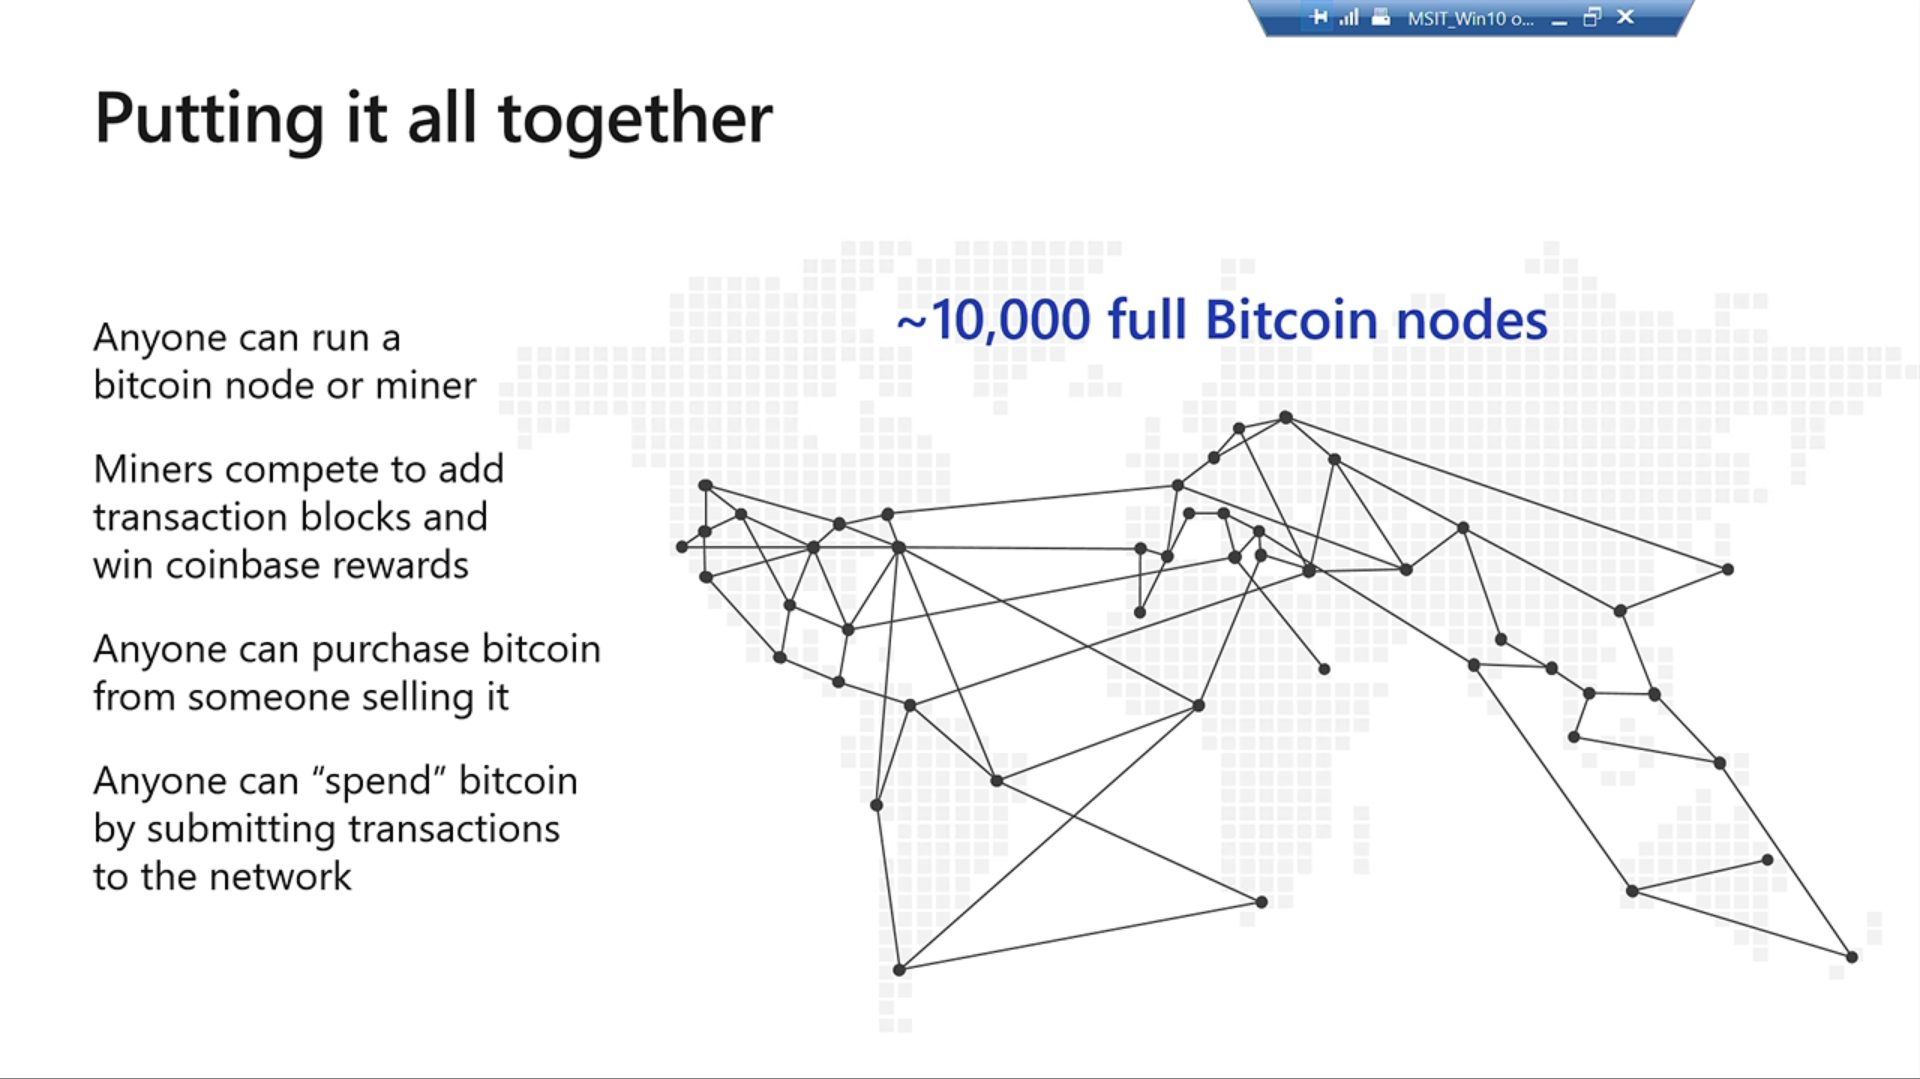 MSIT_Win10 o...
Putting it all together
~10,000 full Bitcoin nodes
Anyone can run a
bitcoin node or miner
Miners compete to add
transaction blocks and
win coinbase rewards
Anyone can purchase bitcoin
from someone selling it
Anyone can “spend” bitcoin
by submitting transactions
to the network